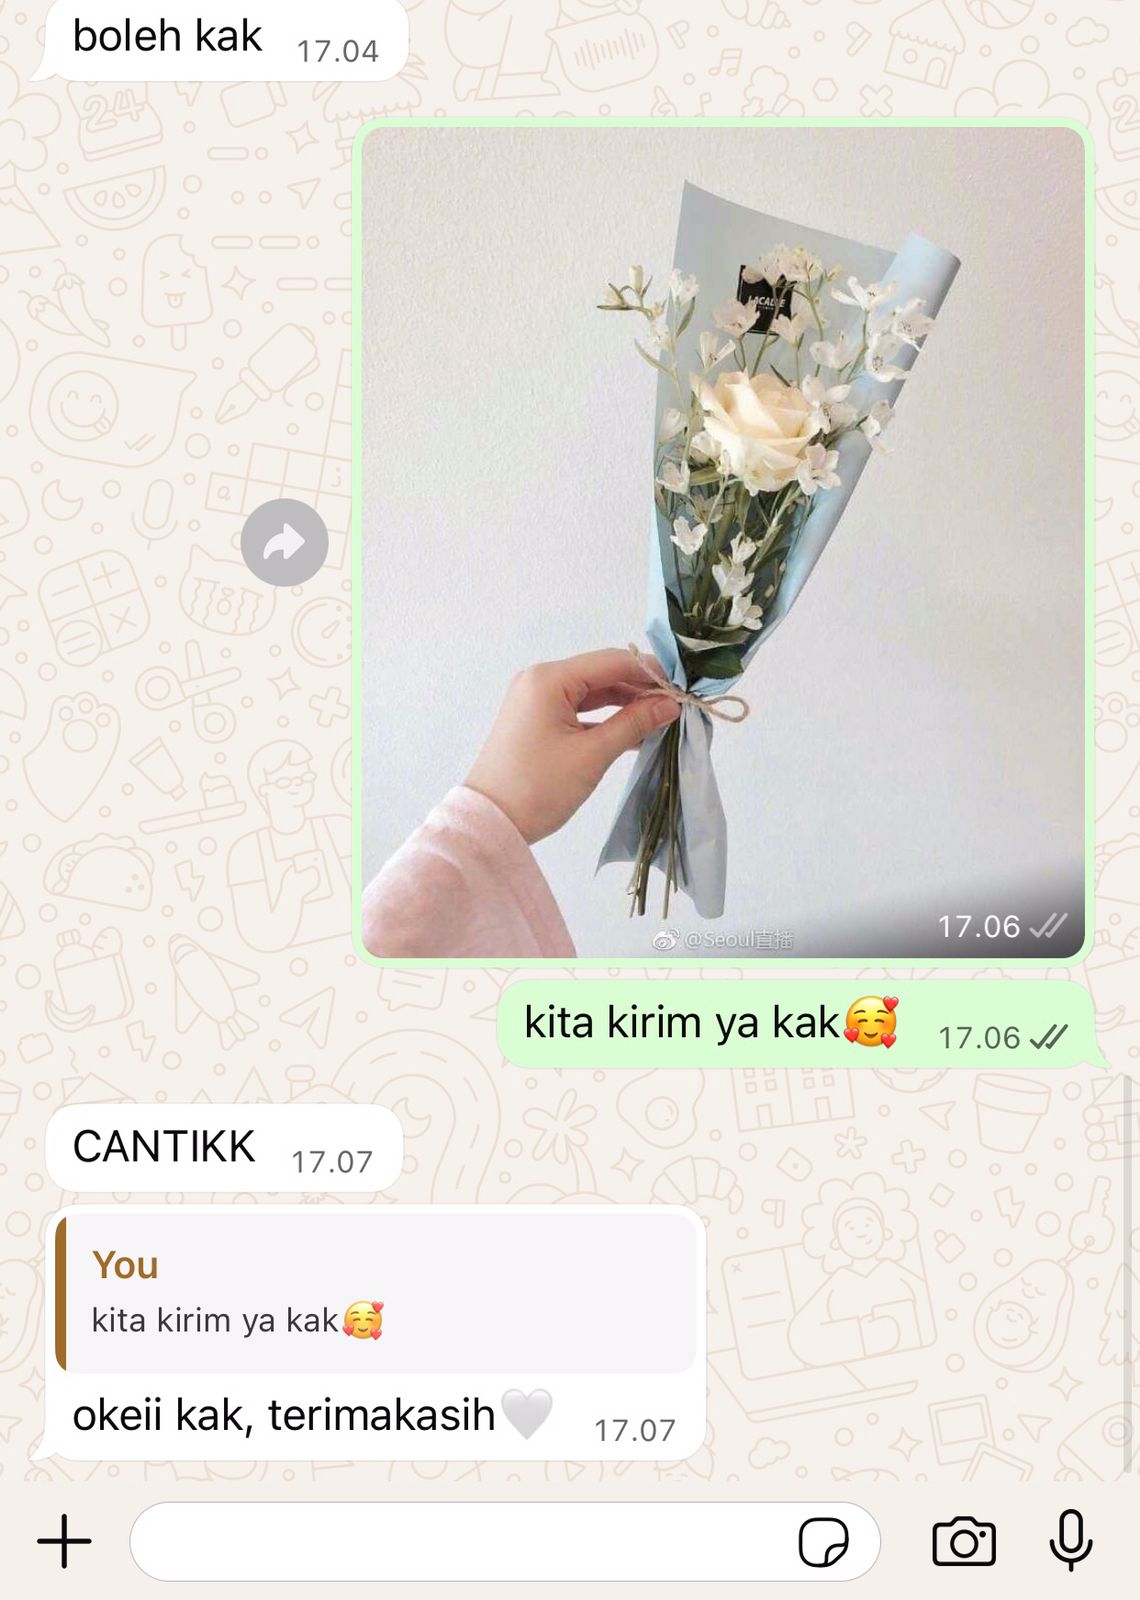 boleh kak 17.04
LACALLE
@Seoul直播
17.06
kita kirim ya kak🥰 17.06
CANTIKK 17.07
You
kita kirim ya kak🥰
okeii kak, terimakasih🤍 17.07